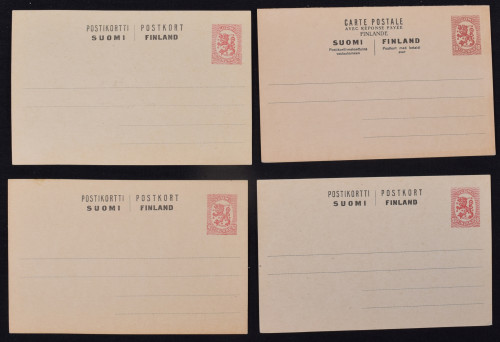 POSTIKORTTI | POSTKORT
SUOMI | FINLAND
CARTE POSTALE
AVEC RÉPONSE PAYÉE
FINLANDE
SUOMI | FINLAND
POSTIKORTTI | POSTKORT
SUOMI | FINLAND
POSTIKORTTI | POSTKORT
SUOMI | FINLAND